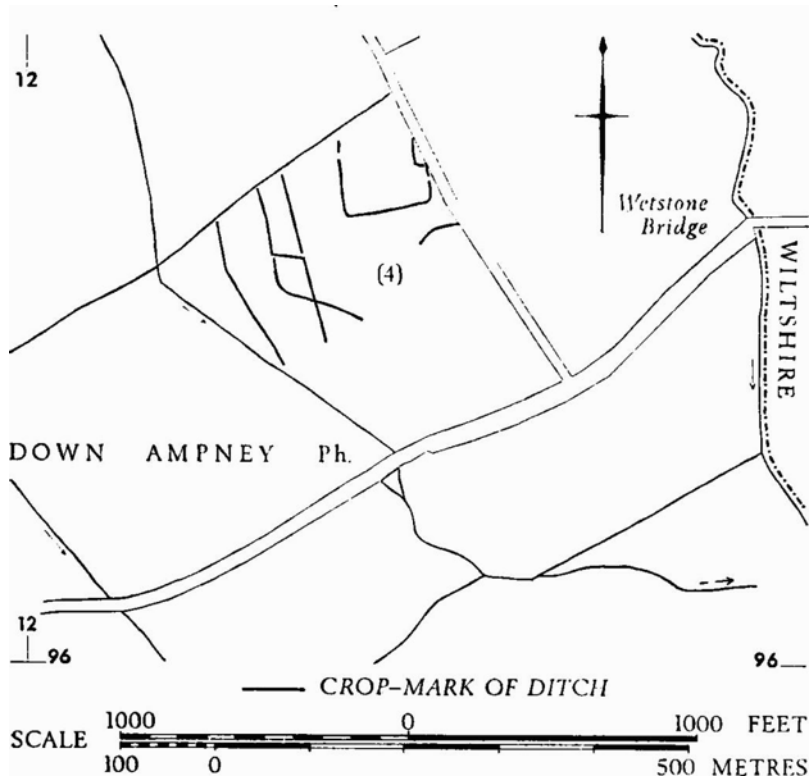 12
Wetstone
Bridge
(4)
WILTSHIRE
DOWN AMPNEY Ph.
12
96
96
CROP-MARK OF DITCH
1000 0 1000 FEET
SCALE
100 0 500 METRES